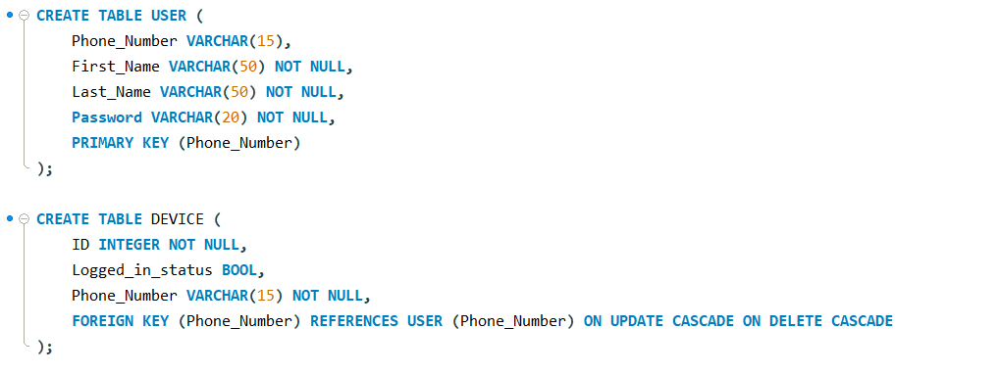 CREATE TABLE USER (
Phone_Number VARCHAR(15),
First_Name VARCHAR(50) NOT NULL,
Last_Name VARCHAR(50) NOT NULL,
Password VARCHAR(20) NOT NULL,
PRIMARY KEY (Phone_Number)
);
CREATE TABLE DEVICE (
ID INTEGER NOT NULL,
Logged_in_status BOOL,
Phone_Number VARCHAR(15) NOT NULL,
FOREIGN KEY (Phone_Number) REFERENCES USER (Phone_Number) ON UPDATE CASCADE ON DELETE CASCADE
);